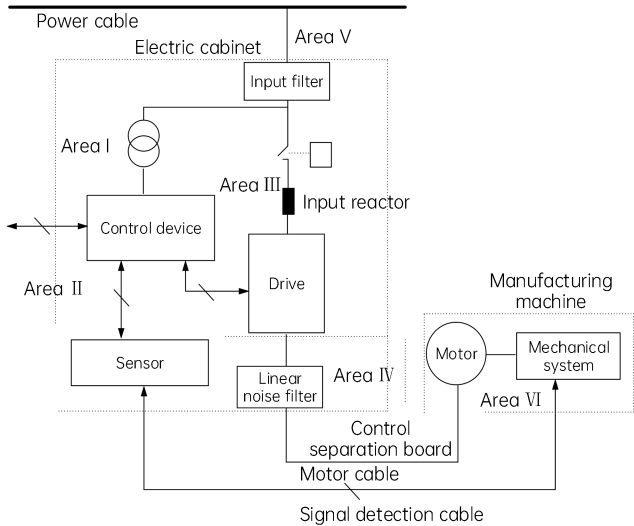 Power cable
Area V
Electric cabinet
Input filter
Area I
Area III
Input reactor
Control device
Area II
Drive
Manufacturing
machine
Sensor
Motor
Mechanical
system
Linear
noise filter
Area IV
Area VI
Control
separation board
Motor cable
Signal detection cable